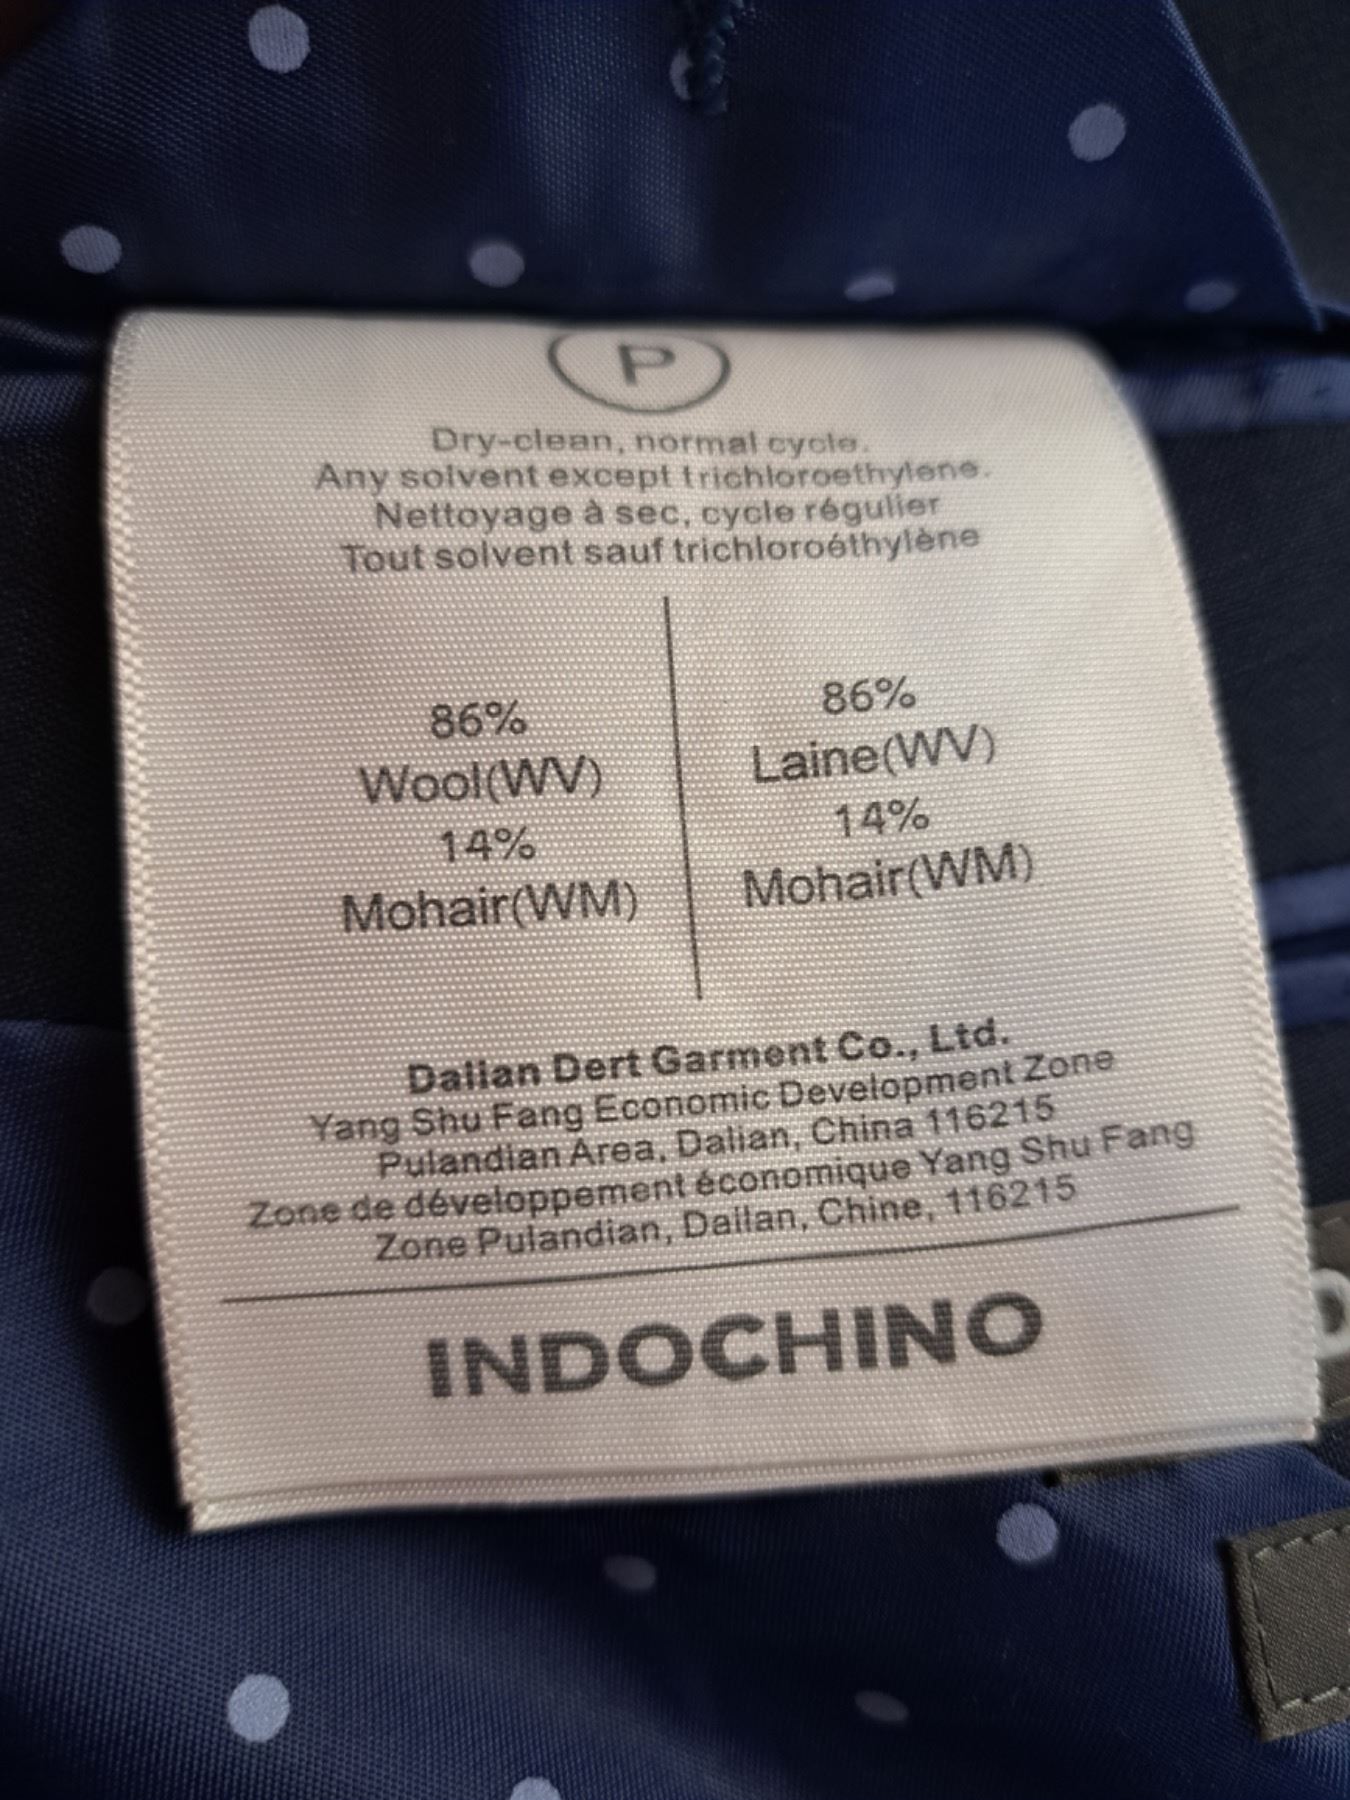 P
Dry-clean, normal cycle.
Any solvent except trichloroethylene.
Nettoyage à sec, cycle régulier
Tout solvent sauf trichloroéthylène
86%
Wool(WV)
14%
Mohair(WM)
86%
Laine(WV)
14%
Mohair(WM)
Dalian Dert Garment Co., Ltd.
Yang Shu Fang Economic Development Zone
Pulandian Area, Dalian, China 116215
Zone de développement économique Yang Shu Fang
Zone Pulandian, Dalian, Chine, 116215
INDOCHINO